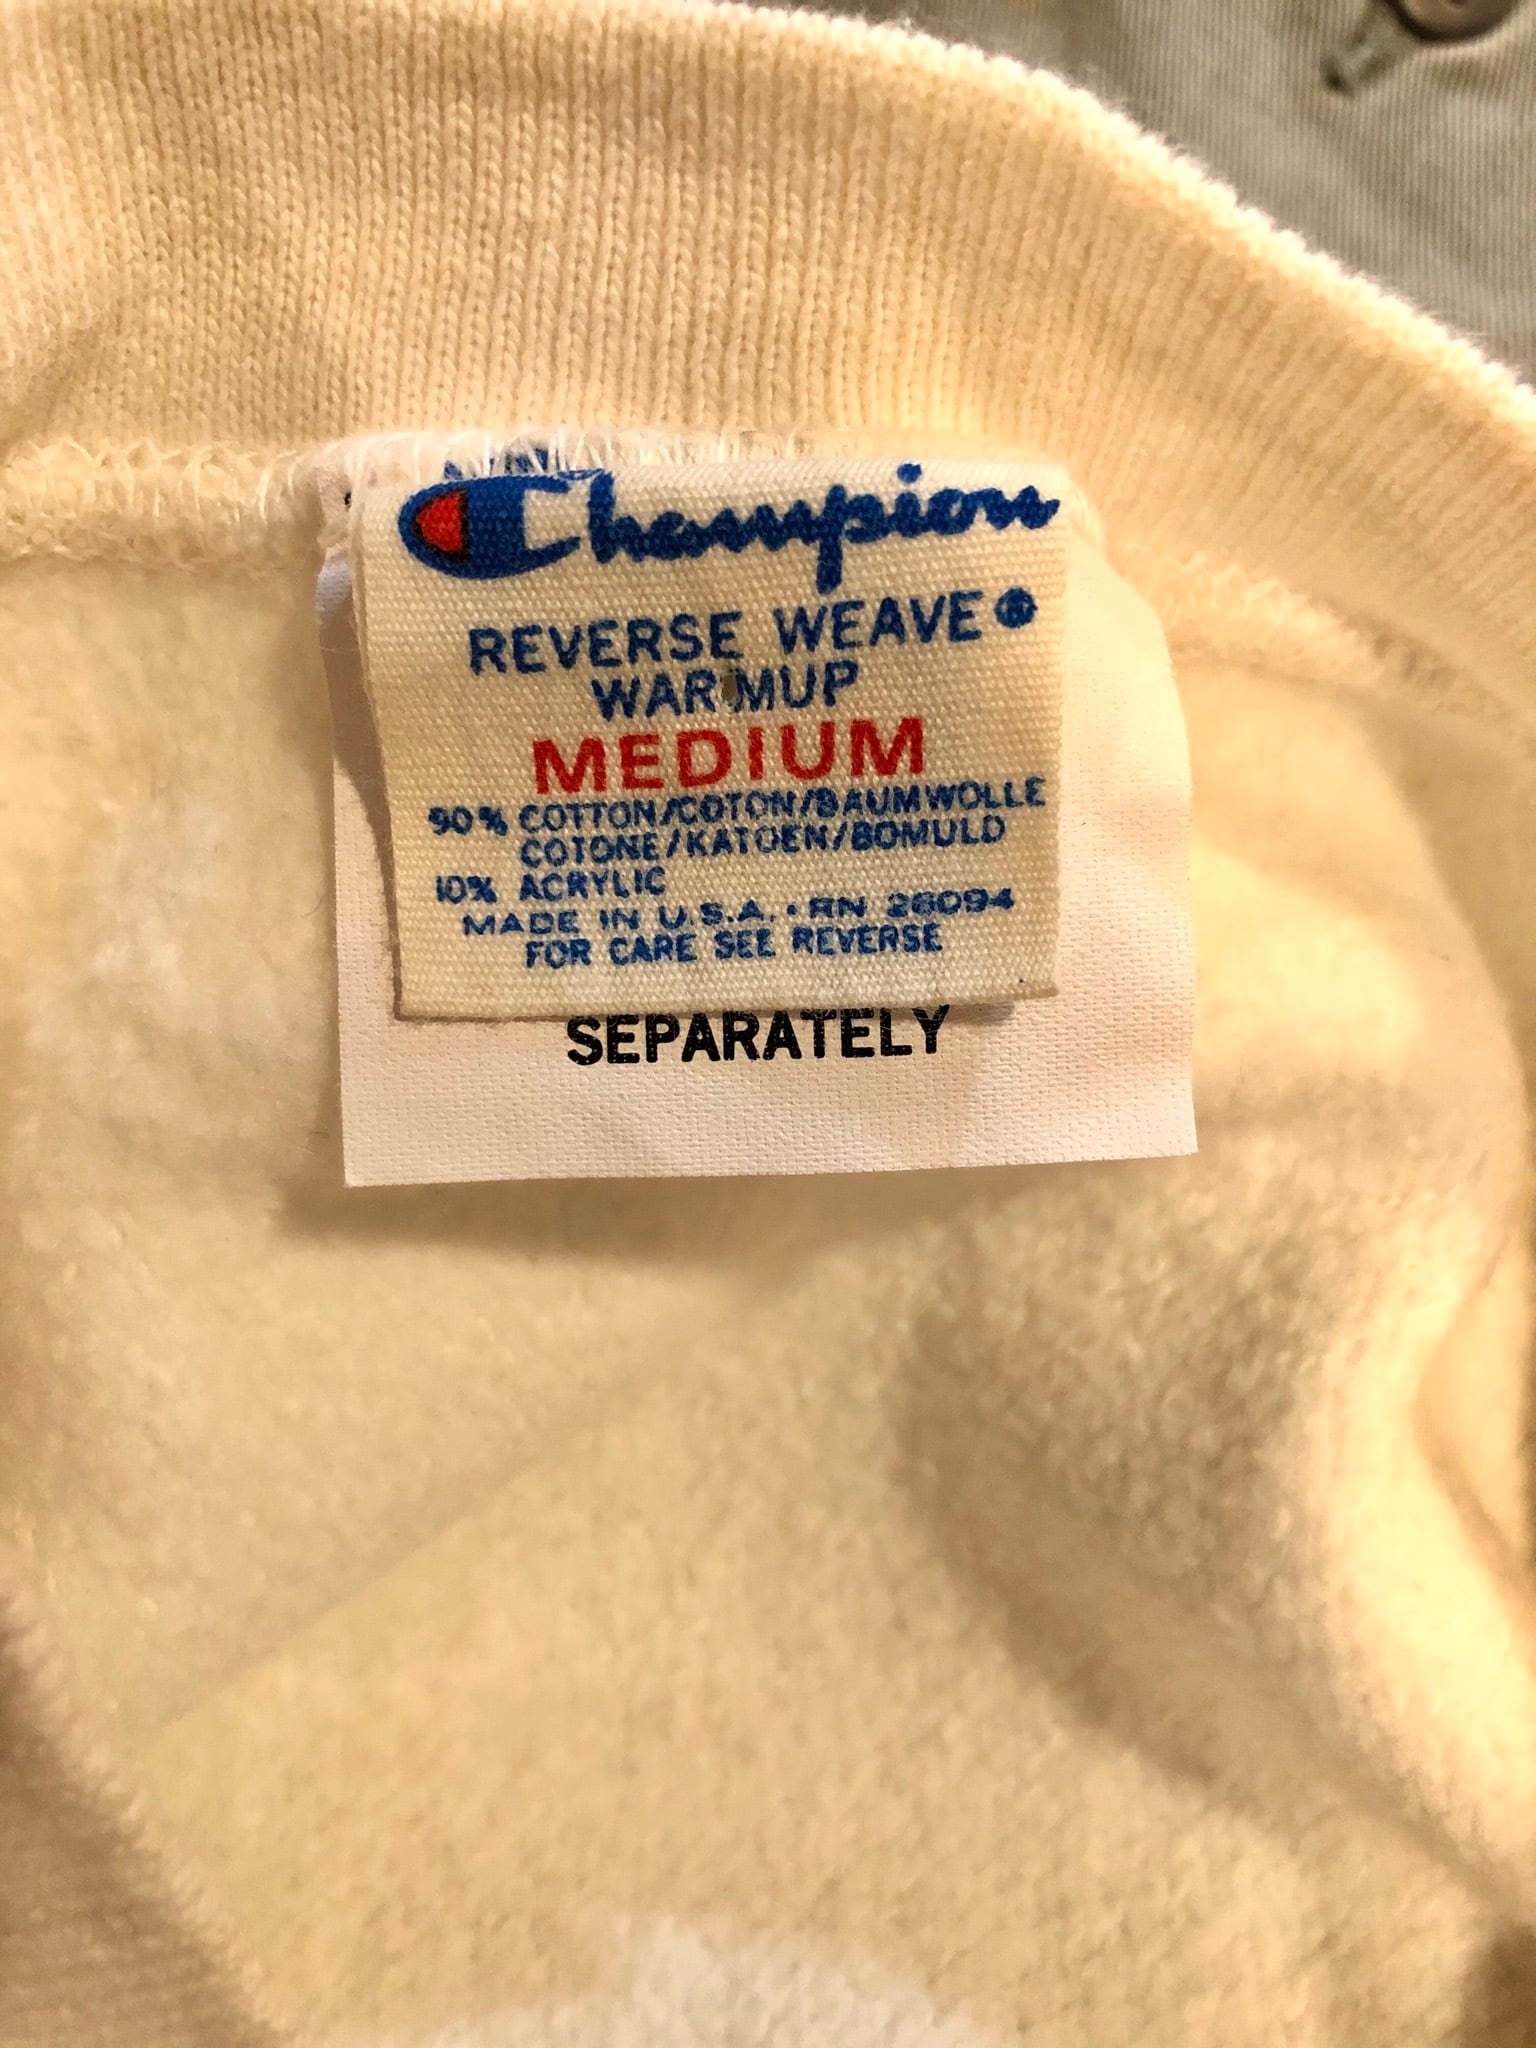 Champion
REVERSE WEAVE®
WARMUP
MEDIUM
90% COTTON/COTON/BAUMWOLLE
COTONE/KATOEN/BOMULD
10% ACRYLIC
MADE IN U.S.A. · RN 26094
FOR CARE SEE REVERSE
SEPARATELY